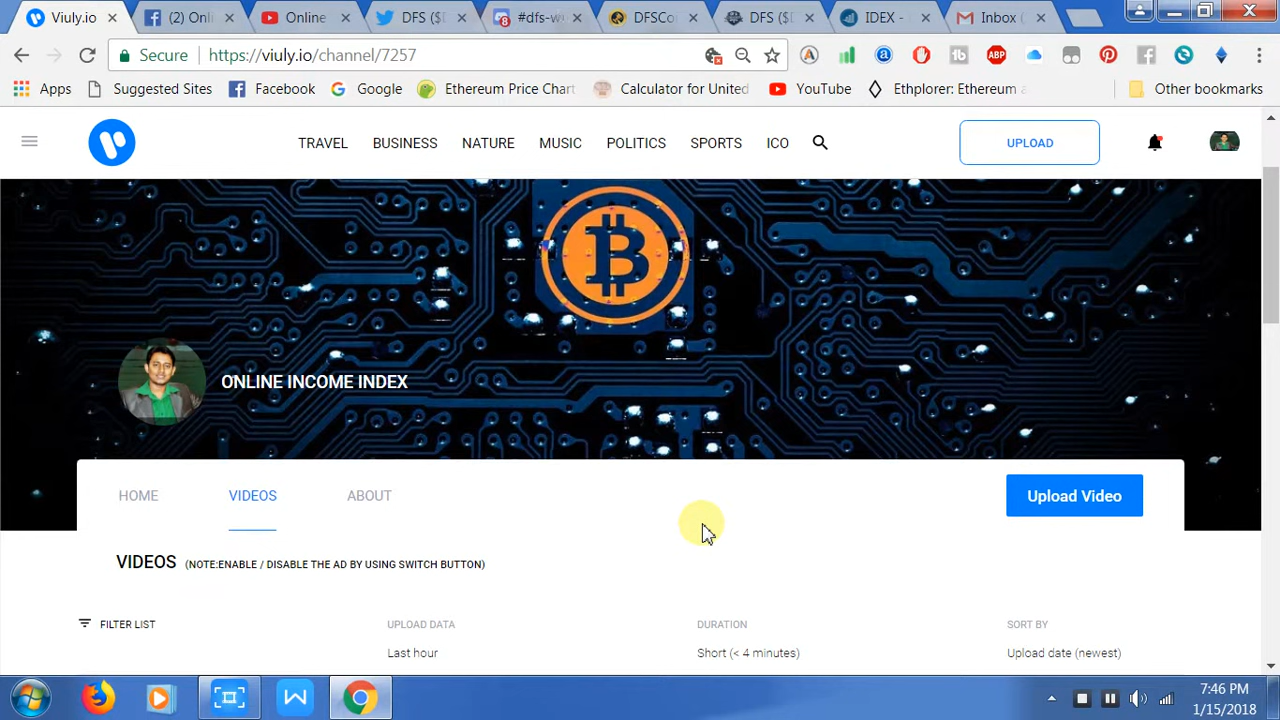 Viuly.io
(2) Onli
Online
DFS ($D
#dfs-w
DFSCo
DFS ($D
IDEX -
Inbox (
Secure https://viuly.io/channel/7257
Apps Suggested Sites Facebook Google Ethereum Price Chart Calculator for United YouTube Ethplorer: Ethereum a Other bookmarks
TRAVEL BUSINESS NATURE MUSIC POLITICS SPORTS ICO UPLOAD
ONLINE INCOME INDEX
HOME VIDEOS ABOUT Upload Video
VIDEOS (NOTE:ENABLE / DISABLE THE AD BY USING SWITCH BUTTON)
FILTER LIST UPLOAD DATA DURATION SORT BY
Last hour Short (< 4 minutes) Upload date (newest)
7:46 PM
1/15/2018